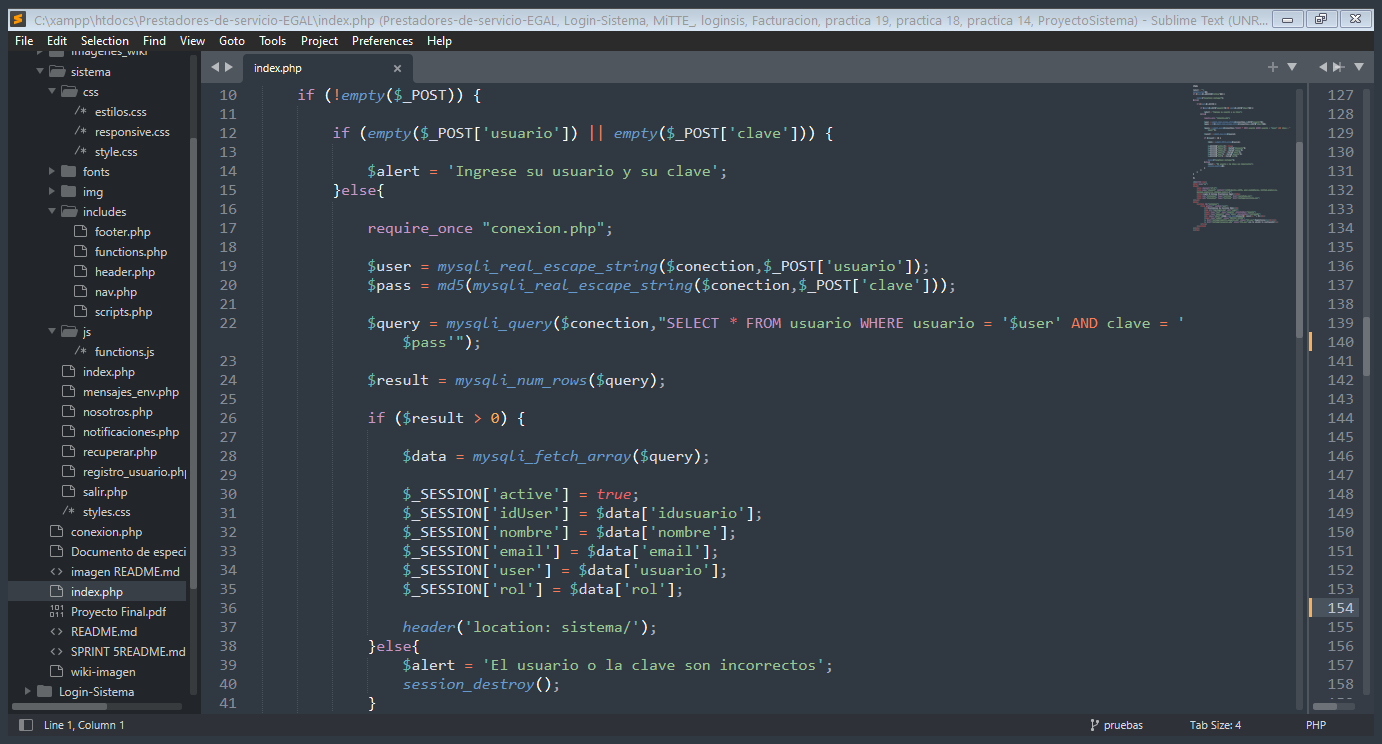 C:\xampp\htdocs\Prestadores-de-servicio-EGAL\index.php (Prestadores-de-servicio-EGAL, Login-Sistema, MiTTE_, loginsis, Facturacion, practica 19, practica 18, practica 14, ProyectoSistema) - Sublime Text (UNR...
File Edit Selection Find View Goto Tools Project Preferences Help
imagenes_wiki
sistema
css
/* estilos.css
/* responsive.css
/* style.css
fonts
img
includes
footer.php
functions.php
header.php
nav.php
scripts.php
js
/* functions.js
index.php
mensajes_env.php
nosotros.php
notificaciones.php
recuperar.php
registro_usuario.php
salir.php
/* styles.css
conexion.php
Documento de especi
<> imagen README.md
index.php
Proyecto Final.pdf
<> README.md
<> SPRINT 5README.md
wiki-imagen
Login-Sistema
index.php ×
10 if (!empty($_POST)) {
11
12 if (empty($_POST['usuario']) || empty($_POST['clave'])) {
13
14 $alert = 'Ingrese su usuario y su clave';
15 }else{
16
17 require_once "conexion.php";
18
19 $user = mysqli_real_escape_string($conection,$_POST['usuario']);
20 $pass = md5(mysqli_real_escape_string($conection,$_POST['clave']));
21
22 $query = mysqli_query($conection,"SELECT * FROM usuario WHERE usuario = '$user' AND clave = '
$pass'");
23
24 $result = mysqli_num_rows($query);
25
26 if ($result > 0) {
27
28 $data = mysqli_fetch_array($query);
29
30 $_SESSION['active'] = true;
31 $_SESSION['idUser'] = $data['idusuario'];
32 $_SESSION['nombre'] = $data['nombre'];
33 $_SESSION['email'] = $data['email'];
34 $_SESSION['user'] = $data['usuario'];
35 $_SESSION['rol'] = $data['rol'];
36
37 header('location: sistema/');
38 }else{
39 $alert = 'El usuario o la clave son incorrectos';
40 session_destroy();
41 }
127
128
129
130
131
132
133
134
135
136
137
138
139
140
141
142
143
144
145
146
147
148
149
150
151
152
153
154
155
156
157
158
Line 1, Column 1
pruebas
Tab Size: 4
PHP